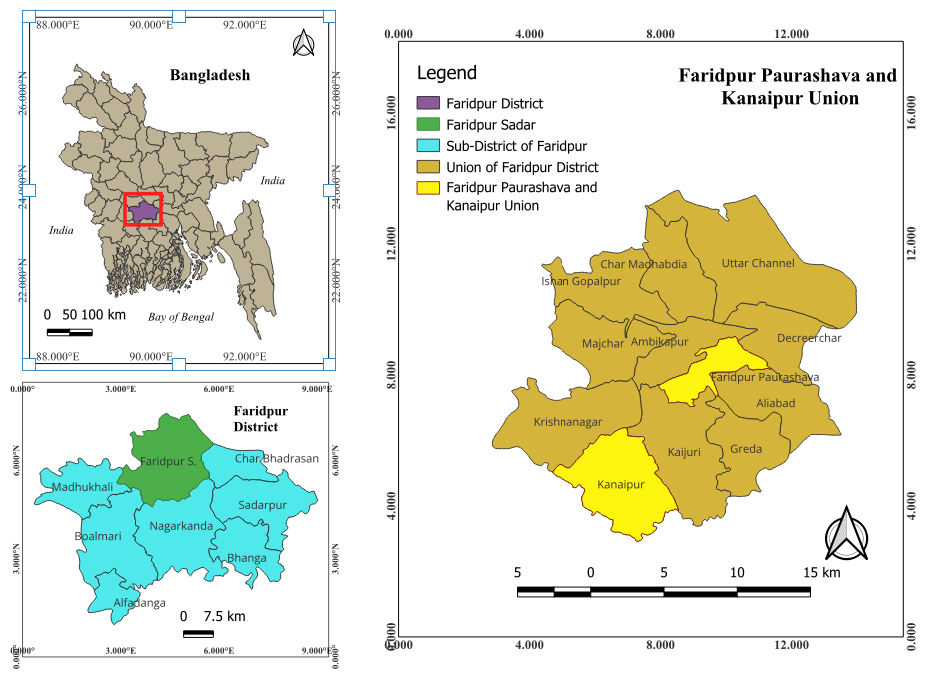 88.000°E 90.000°E 92.000°E
Bangladesh
26.000°N 26.000°N
24.000°N 24.000°N
India
India
22.000°N 22.000°N
0 50 100 km
Bay of Bengal
88.000°E 90.000°E 92.000°E
0.000° 3.000°E 6.000°E 9.000°E
Faridpur
District
6.000°N 6.000°N
Faridpur S.
Char Bhadrasan
Madhukhali
Sadarpur
Nagarkanda
Boalmari
3.000°N 3.000°N
Bhanga
Alfadanga
0 7.5 km
0.000° 0.000°
0.000° 3.000°E 6.000°E 9.000°E
0.000 4.000 8.000 12.000
Legend
Faridpur Paurashava and
Kanaipur Union
Faridpur District
Faridpur Sadar
Sub-District of Faridpur
Union of Faridpur District
Faridpur Paurashava and
Kanaipur Union
16.000 16.000
12.000 12.000
Char Madhabdia
Uttar Channel
Ishan Gopalpur
Decreerchar
Majchar
Ambikapur
8.000 8.000
Faridpur Paurashava
Aliabad
Krishnanagar
Kaijuri
Greda
Kanaipur
4.000 4.000
5 0 5 10 15 km
0.000 0.000
0.000 4.000 8.000 12.000